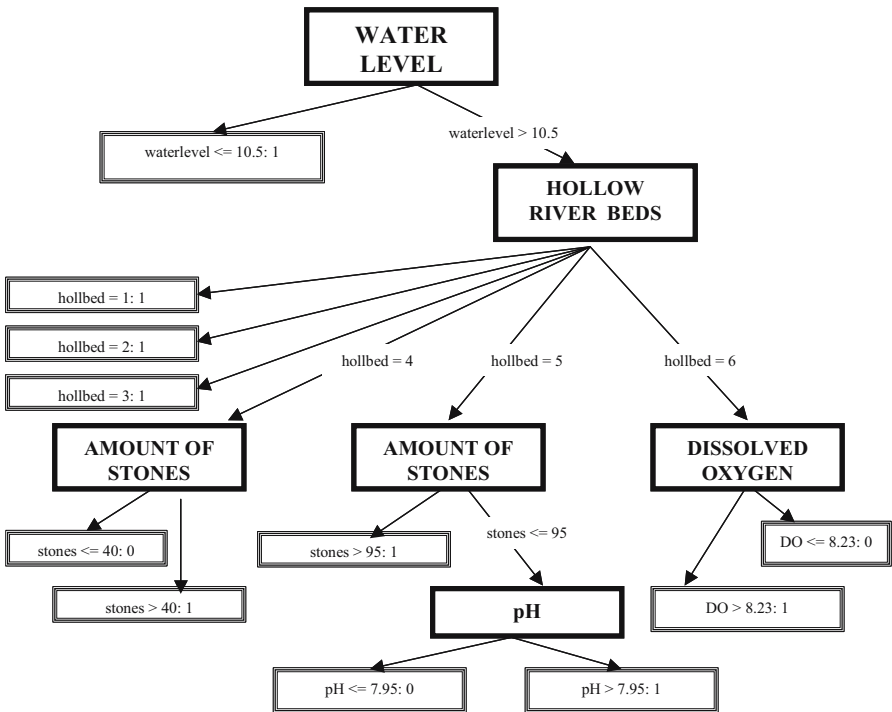 WATER
LEVEL
waterlevel <= 10.5: 1
waterlevel > 10.5
HOLLOW
RIVER BEDS
hollbed = 1: 1
hollbed = 2: 1
hollbed = 3: 1
hollbed = 4
hollbed = 5
hollbed = 6
AMOUNT OF
STONES
AMOUNT OF
STONES
DISSOLVED
OXYGEN
stones <= 40: 0
stones > 40: 1
stones > 95: 1
stones <= 95
DO <= 8.23: 0
DO > 8.23: 1
pH
pH <= 7.95: 0
pH > 7.95: 1